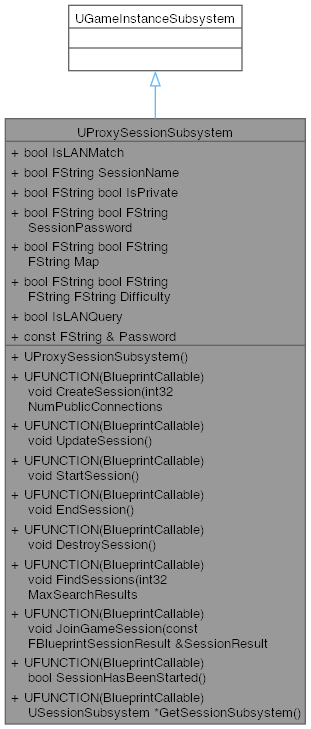 UGameInstanceSubsystem
UProxySessionSubsystem
+ bool IsLANMatch
+ bool FString SessionName
+ bool FString bool IsPrivate
+ bool FString bool FString
SessionPassword
+ bool FString bool FString
FString Map
+ bool FString bool FString
FString FString Difficulty
+ bool IsLANQuery
+ const FString & Password
+ UProxySessionSubsystem()
+ UFUNCTION(BlueprintCallable)
void CreateSession(int32
NumPublicConnections
+ UFUNCTION(BlueprintCallable)
void UpdateSession()
+ UFUNCTION(BlueprintCallable)
void StartSession()
+ UFUNCTION(BlueprintCallable)
void EndSession()
+ UFUNCTION(BlueprintCallable)
void DestroySession()
+ UFUNCTION(BlueprintCallable)
void FindSessions(int32
MaxSearchResults
+ UFUNCTION(BlueprintCallable)
void JoinGameSession(const
FBlueprintSessionResult &SessionResult
+ UFUNCTION(BlueprintCallable)
bool SessionHasBeenStarted()
+ UFUNCTION(BlueprintCallable)
USessionSubsystem *GetSessionSubsystem()